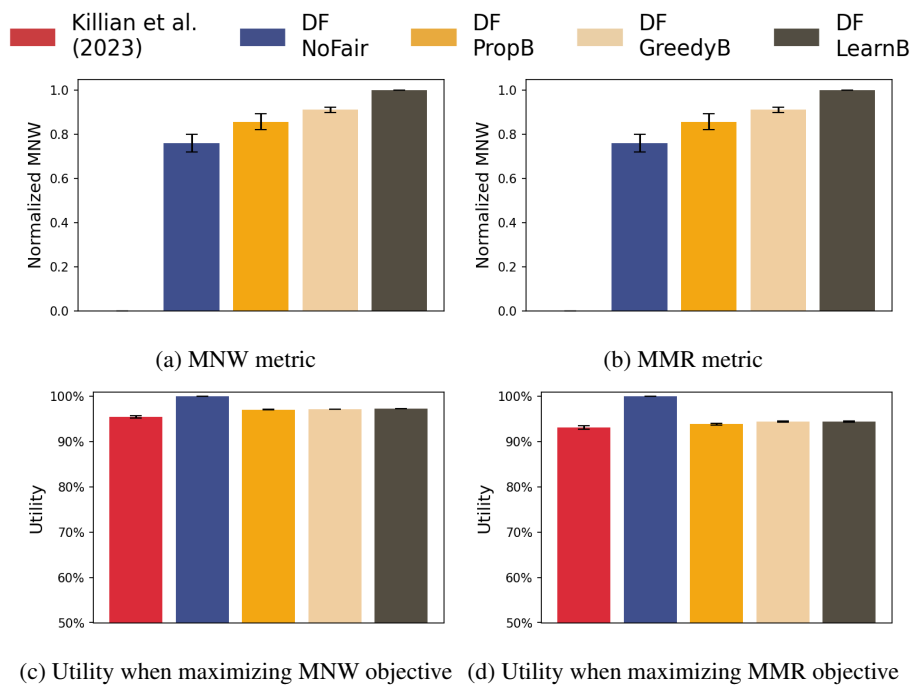 Killian et al. (2023)
DF NoFair
DF PropB
DF GreedyB
DF LearnB
Normalized MNW
1.0
0.8
0.6
0.4
0.2
0.0
(a) MNW metric
Normalized MNW
1.0
0.8
0.6
0.4
0.2
0.0
(b) MMR metric
Utility
100%
90%
80%
70%
60%
50%
(c) Utility when maximizing MNW objective
Utility
100%
90%
80%
70%
60%
50%
(d) Utility when maximizing MMR objective